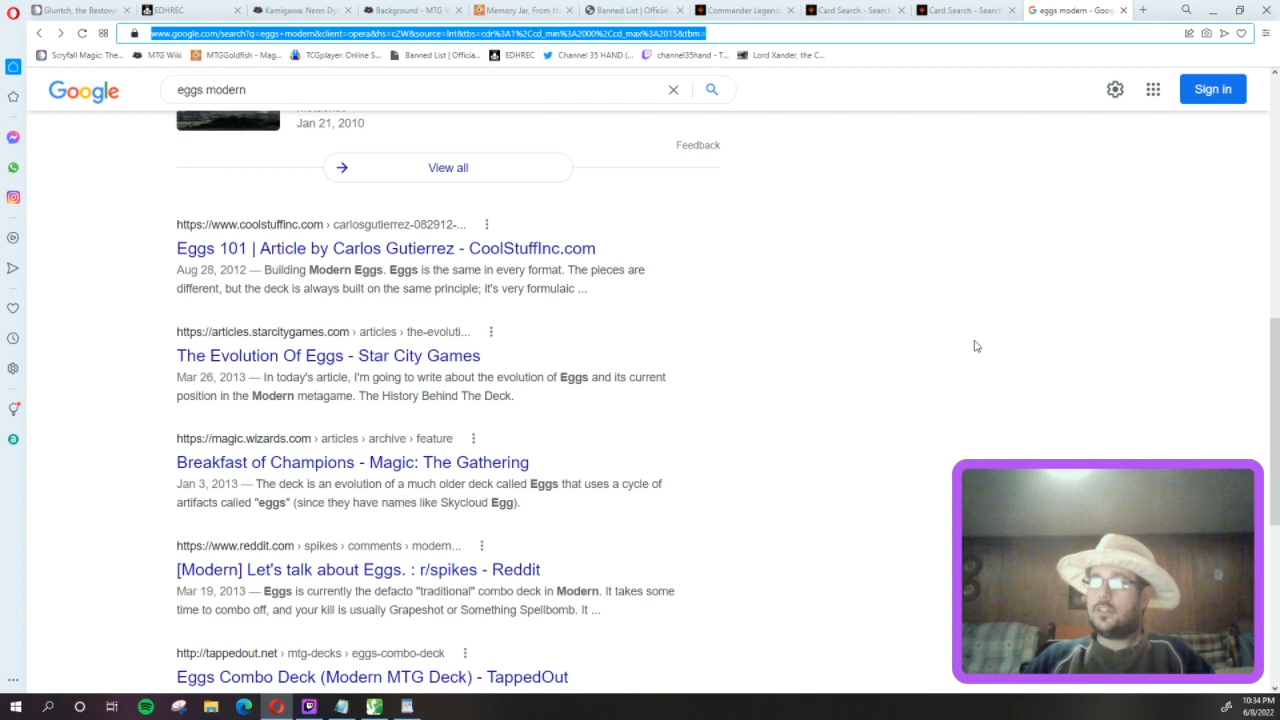 Gluntch, the Bestowe
EDHREC
Kamigawa: Neon Dy
Background - MTG W
Memory Jar, From th
Banned List | Official
Commander Legend
Card Search - Search
Card Search - Search
eggs modern - Goog
www.google.com/search?q=eggs+modern&client=opera&hs=cZW&source=lnt&tbs=cdr%3A1%2Ccd_min%3A2000%2Ccd_max%3A2015&tbm=
Scryfall Magic: The...
MTG Wiki
MTGGoldfish - Mag...
TCGplayer: Online S...
Banned List | Officia...
EDHREC
Channel 35 HAND (...
channel35hand - T...
Lord Xander, the C...
Google
eggs modern
Sign in
Jan 21, 2010
Feedback
View all
https://www.coolstuffinc.com › carlosgutierrez-082912-...
Eggs 101 | Article by Carlos Gutierrez - CoolStuffInc.com
Aug 28, 2012 — Building Modern Eggs. Eggs is the same in every format. The pieces are
different, but the deck is always built on the same principle; it's very formulaic ...
https://articles.starcitygames.com › articles › the-evoluti...
The Evolution Of Eggs - Star City Games
Mar 26, 2013 — In today's article, I'm going to write about the evolution of Eggs and its current
position in the Modern metagame. The History Behind The Deck.
https://magic.wizards.com › articles › archive › feature
Breakfast of Champions - Magic: The Gathering
Jan 3, 2013 — The deck is an evolution of a much older deck called Eggs that uses a cycle of
artifacts called "eggs" (since they have names like Skycloud Egg).
https://www.reddit.com › spikes › comments › modern...
[Modern] Let's talk about Eggs. : r/spikes - Reddit
Mar 19, 2013 — Eggs is currently the defacto "traditional" combo deck in Modern. It takes some
time to combo off, and your kill is usually Grapeshot or Something Spellbomb. It ...
http://tappedout.net › mtg-decks › eggs-combo-deck
Eggs Combo Deck (Modern MTG Deck) - TappedOut
10:34 PM
6/8/2022